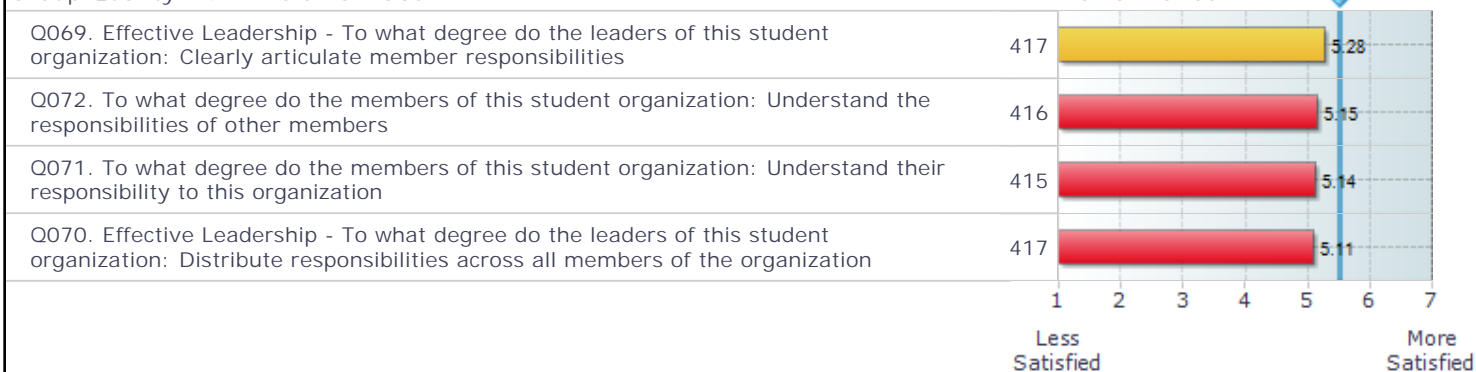 Q069. Effective Leadership - To what degree do the leaders of this student
organization: Clearly articulate member responsibilities
417
5.28
Q072. To what degree do the members of this student organization: Understand the
responsibilities of other members
416
5.15
Q071. To what degree do the members of this student organization: Understand their
responsibility to this organization
415
5.14
Q070. Effective Leadership - To what degree do the leaders of this student
organization: Distribute responsibilities across all members of the organization
417
5.11
1 2 3 4 5 6 7
Less
Satisfied
More
Satisfied